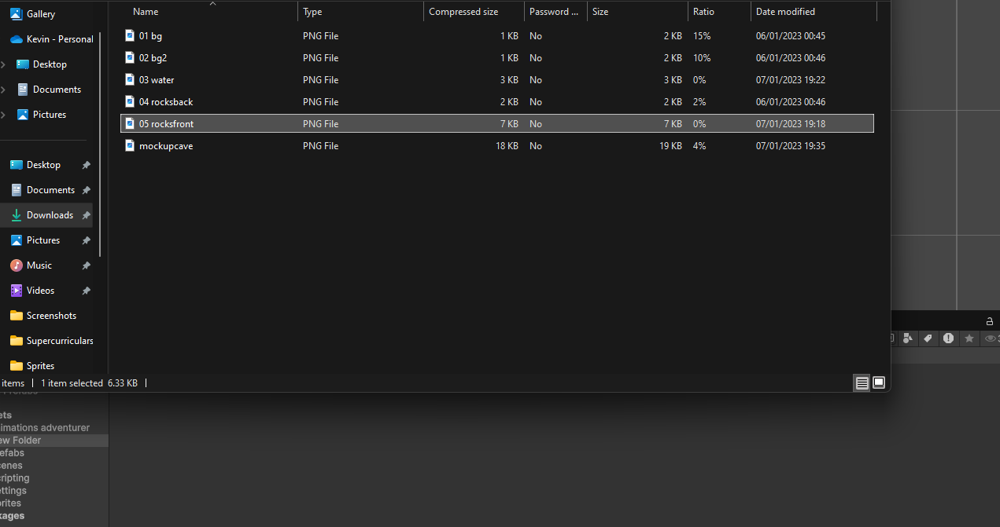 Gallery
Kevin - Personal
Desktop
Documents
Pictures
Desktop
Documents
Downloads
Pictures
Music
Videos
Screenshots
Supercurriculars
Sprites
Name Type Compressed size Password ... Size Ratio Date modified
01 bg PNG File 1 KB No 2 KB 15% 06/01/2023 00:45
02 bg2 PNG File 1 KB No 2 KB 10% 06/01/2023 00:46
03 water PNG File 3 KB No 3 KB 0% 07/01/2023 19:22
04 rocksback PNG File 2 KB No 2 KB 2% 06/01/2023 00:46
05 rocksfront PNG File 7 KB No 7 KB 0% 07/01/2023 19:18
mockupcave PNG File 18 KB No 19 KB 4% 07/01/2023 19:35
items 1 item selected 6.33 KB
ets
imations adventurer
ew Folder
efabs
enes
ripting
ettings
rites
kages